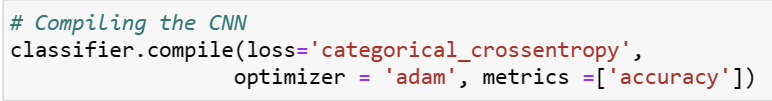 # Compiling the CNN
classifier.compile(loss='categorical_crossentropy',
optimizer = 'adam', metrics =['accuracy'])